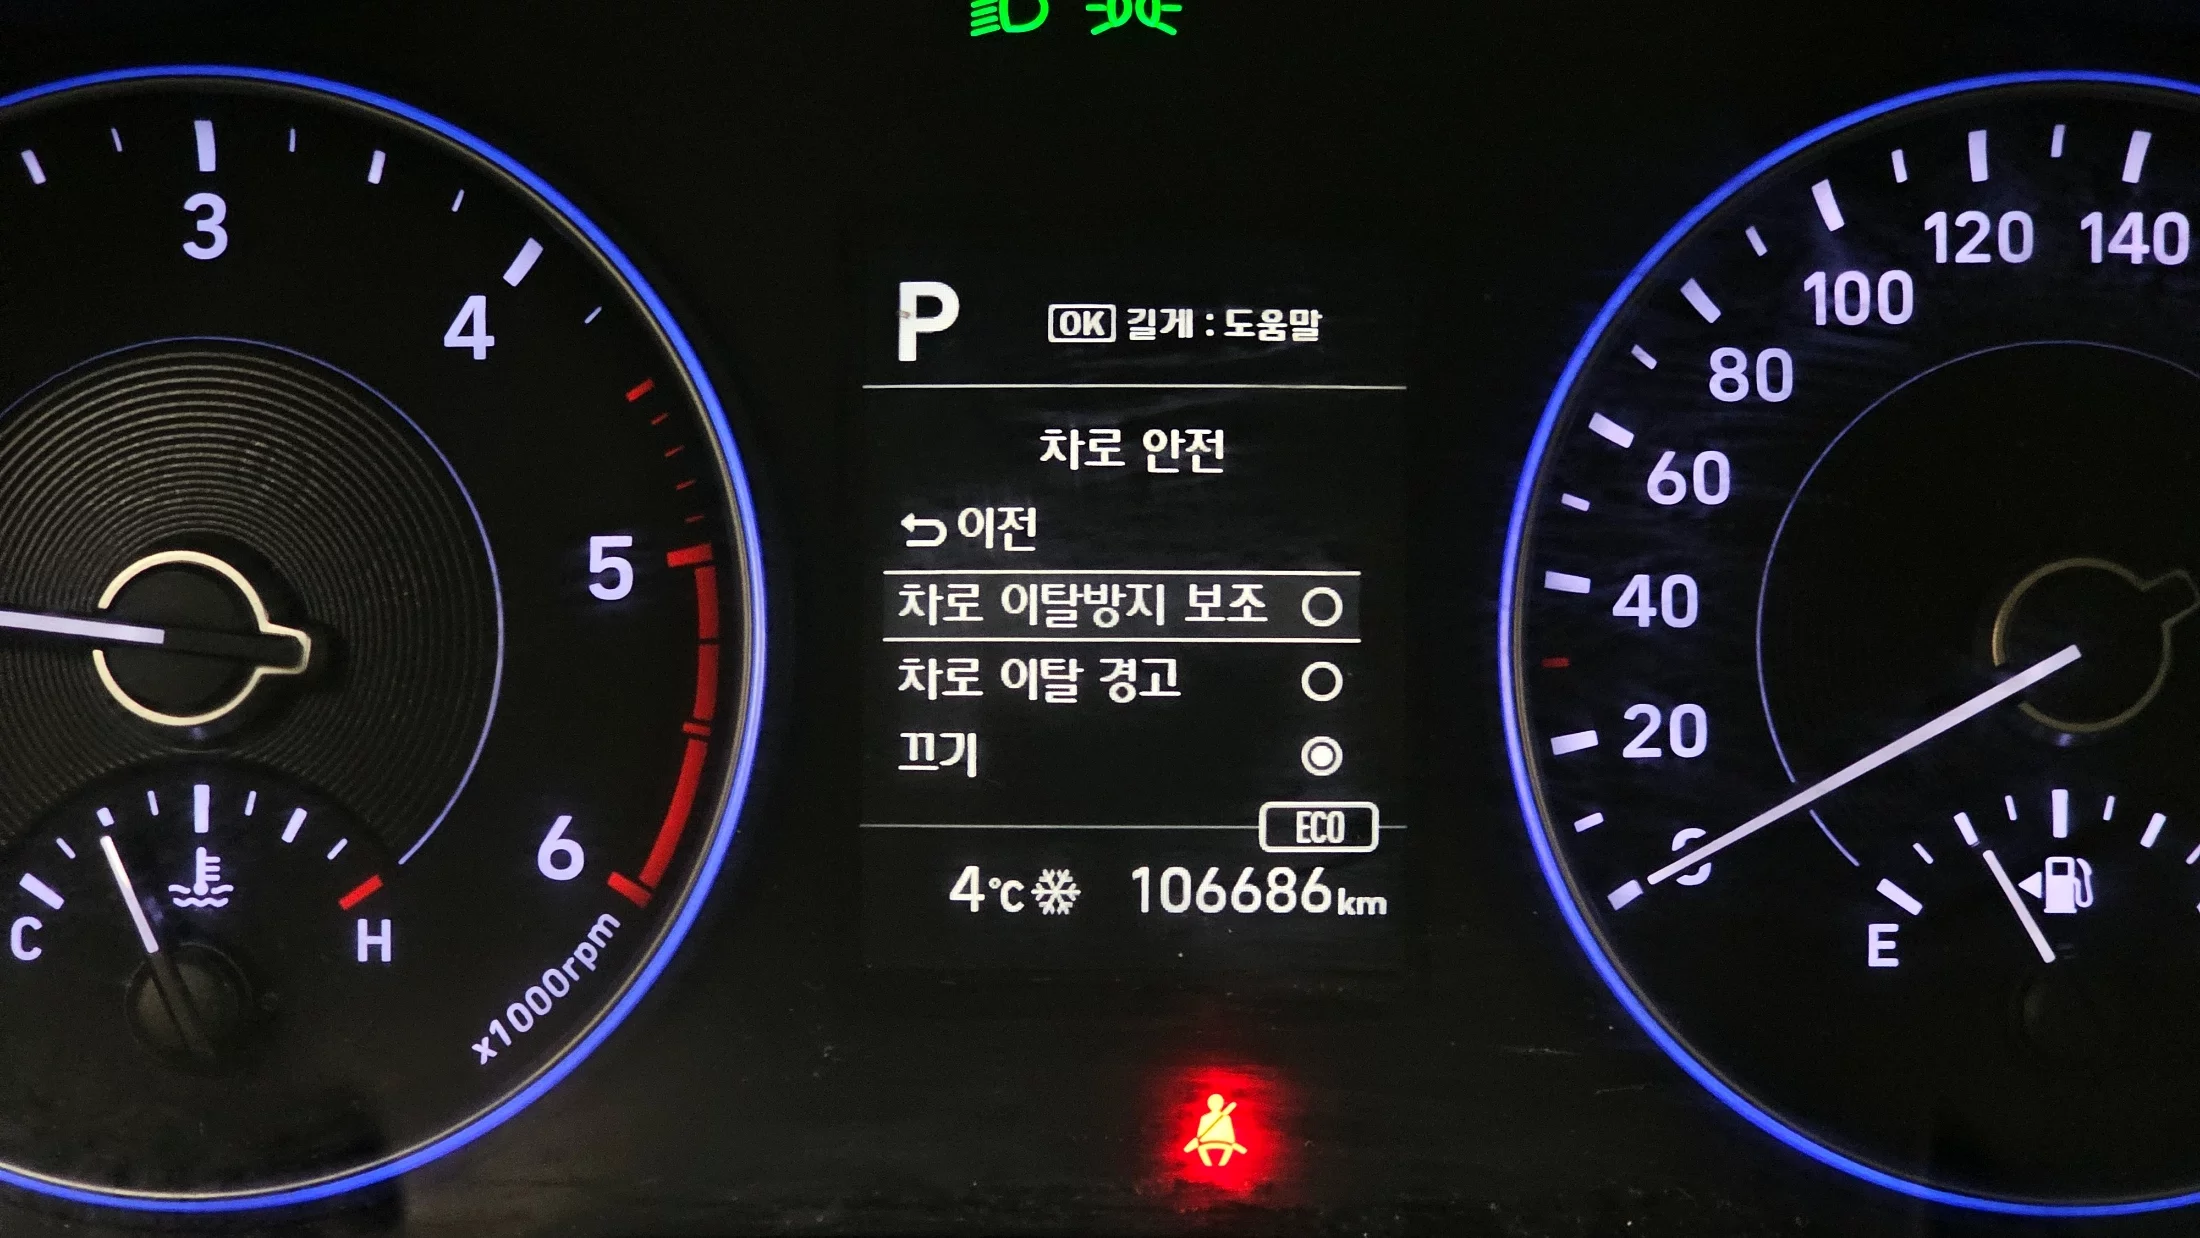 3
4
5
6
x1000rpm
C
H
P
OK 길게 : 도움말
차로 안전
이전
차로 이탈방지 보조
차로 이탈 경고
끄기
ECO
4°C
106686km
140
120
100
80
60
40
20
0
E